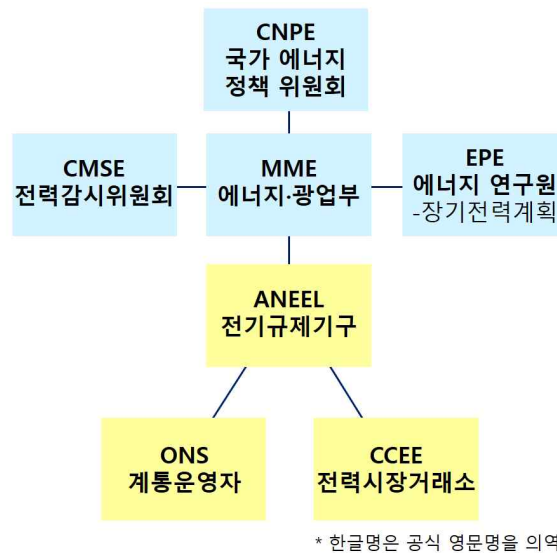 CNPE
국가 에너지
정책 위원회
CMSE
전력감시위원회
MME
에너지·광업부
EPE
에너지 연구원
-장기전력계획
ANEEL
전기규제기구
ONS
계통운영자
CCEE
전력시장거래소
* 한글명은 공식 영문명을 의역